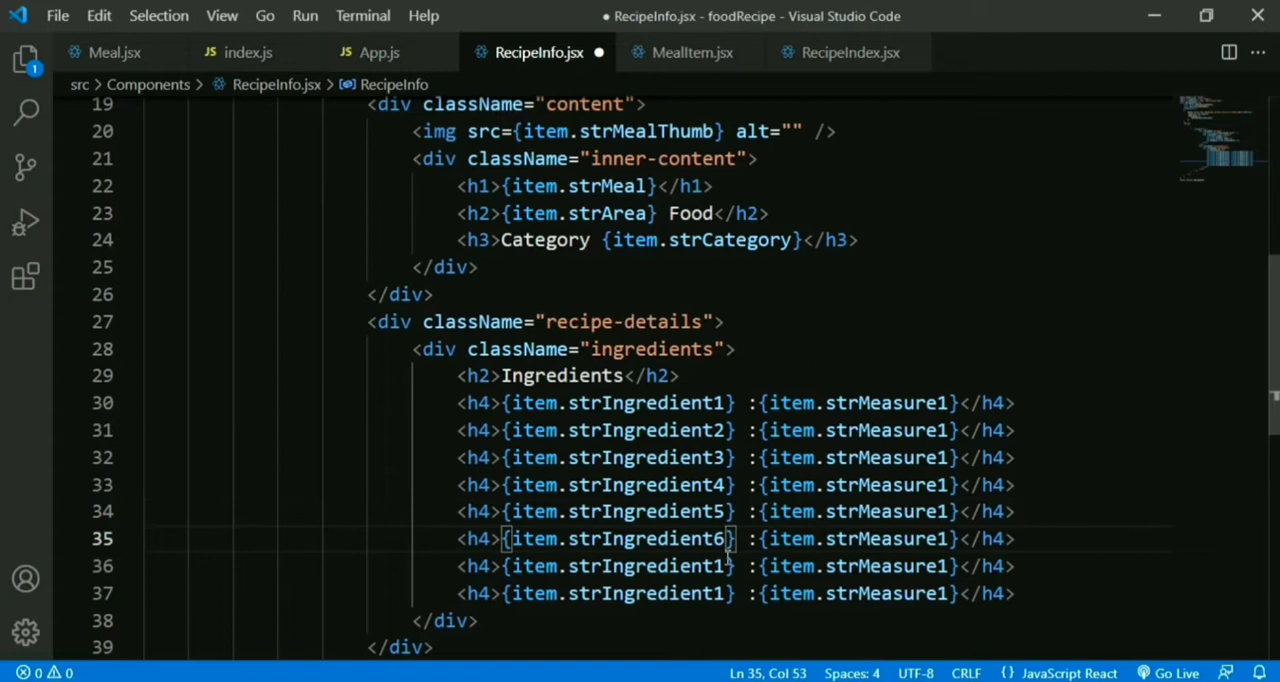 File Edit Selection View Go Run Terminal Help ● RecipeInfo.jsx - foodRecipe - Visual Studio Code
Meal.jsx JS index.js JS App.js RecipeInfo.jsx ● MealItem.jsx RecipeIndex.jsx
1
src > Components > RecipeInfo.jsx > RecipeInfo
19 <div className="content">
20 <img src={item.strMealThumb} alt="" />
21 <div className="inner-content">
22 <h1>{item.strMeal}</h1>
23 <h2>{item.strArea} Food</h2>
24 <h3>Category {item.strCategory}</h3>
25 </div>
26 </div>
27 <div className="recipe-details">
28 <div className="ingredients">
29 <h2>Ingredients</h2>
30 <h4>{item.strIngredient1} :{item.strMeasure1}</h4>
31 <h4>{item.strIngredient2} :{item.strMeasure1}</h4>
32 <h4>{item.strIngredient3} :{item.strMeasure1}</h4>
33 <h4>{item.strIngredient4} :{item.strMeasure1}</h4>
34 <h4>{item.strIngredient5} :{item.strMeasure1}</h4>
35 <h4>{item.strIngredient6} :{item.strMeasure1}</h4>
36 <h4>{item.strIngredient1} :{item.strMeasure1}</h4>
37 <h4>{item.strIngredient1} :{item.strMeasure1}</h4>
38 </div>
39 </div>
0 0 Ln 35, Col 53 Spaces: 4 UTF-8 CRLF {} JavaScript React Go Live